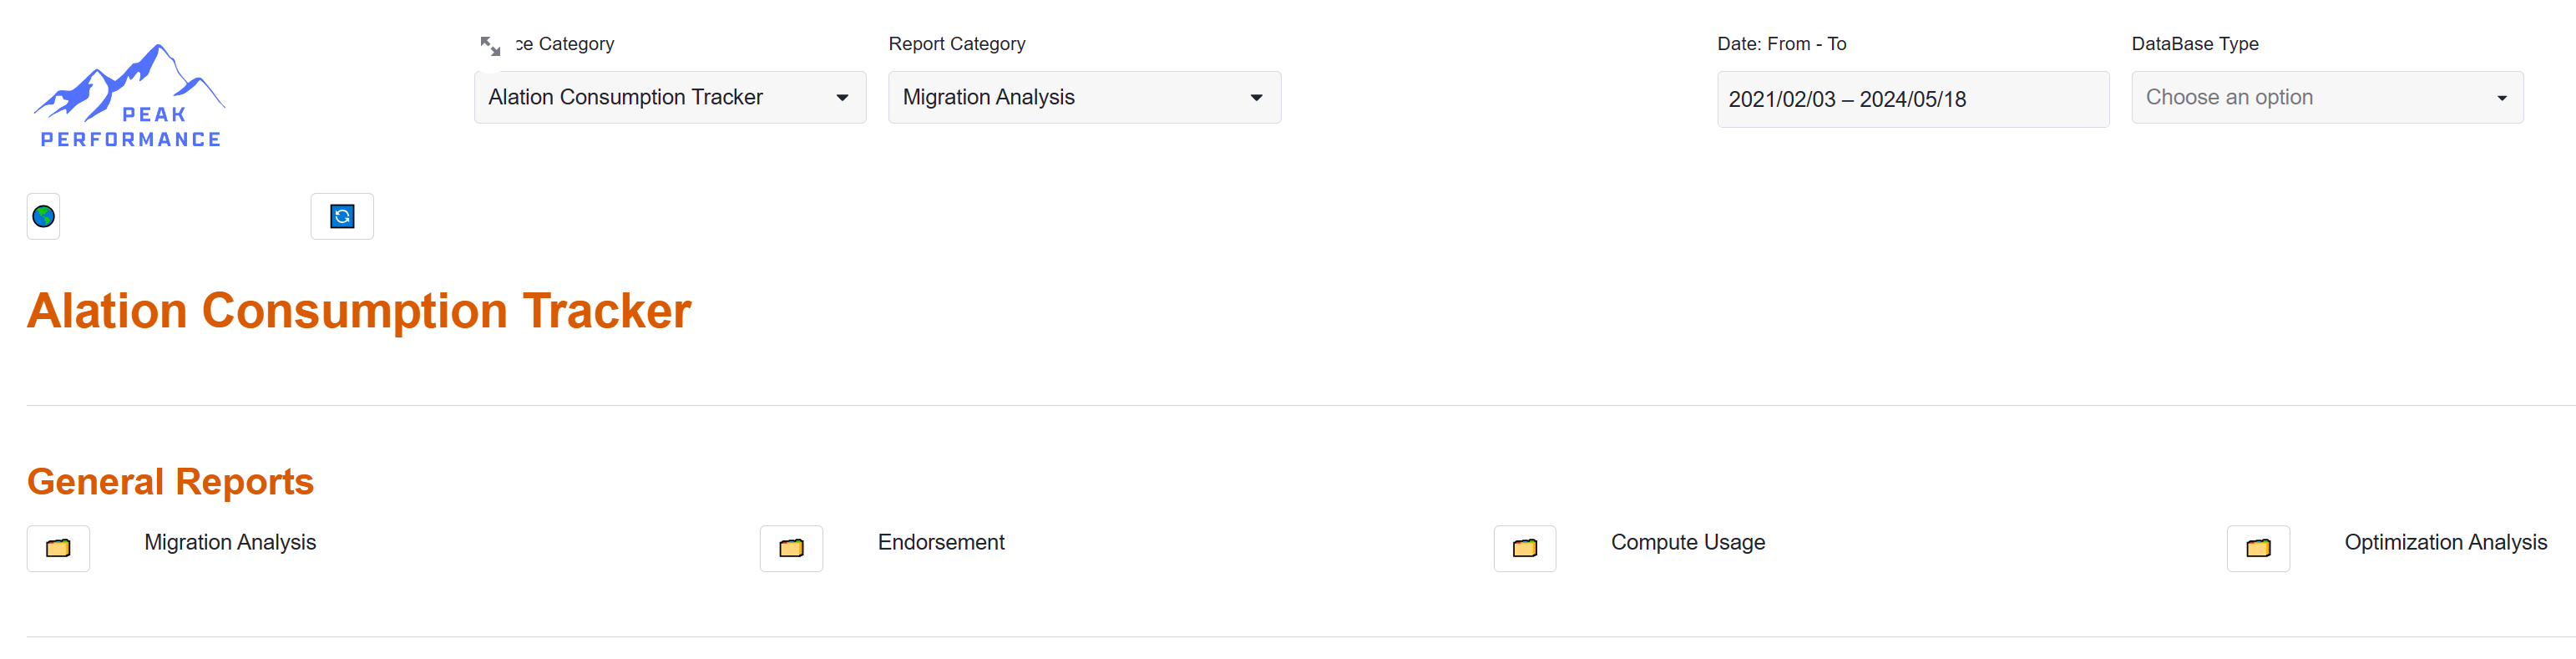 PEAK
PERFORMANCE
ce Category
Report Category
Date: From - To
DataBase Type
Alation Consumption Tracker
Migration Analysis
2021/02/03 – 2024/05/18
Choose an option
Alation Consumption Tracker
General Reports
Migration Analysis
Endorsement
Compute Usage
Optimization Analysis